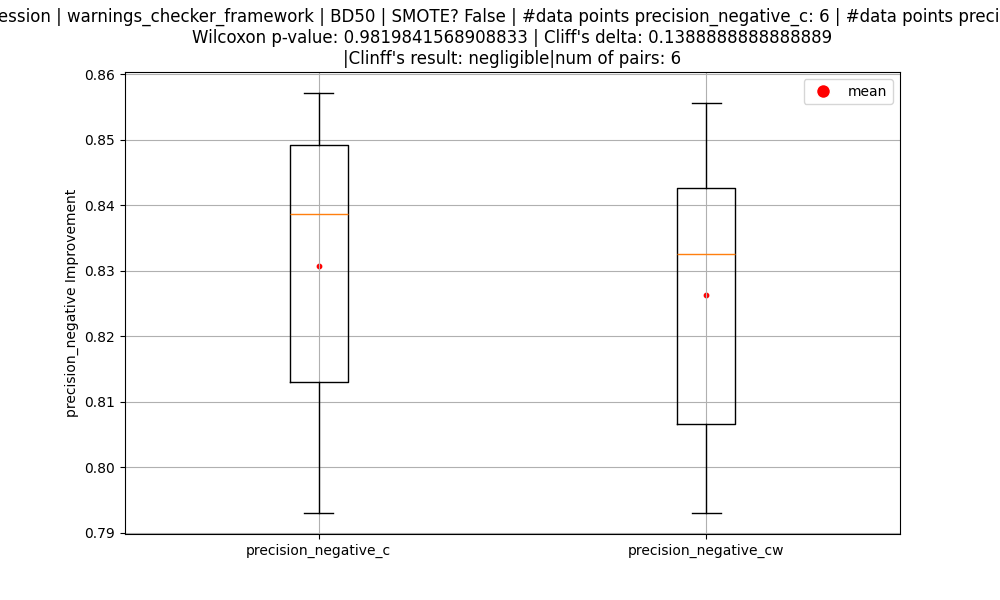 ession | warnings_checker_framework | BD50 | SMOTE? False | #data points precision_negative_c: 6 | #data points preci
Wilcoxon p-value: 0.9819841568908833 | Cliff's delta: 0.1388888888888889
|Clinff's result: negligible|num of pairs: 6
mean
0.86
0.85
0.84
0.83
0.82
0.81
0.80
0.79
precision_negative Improvement
precision_negative_c
precision_negative_cw